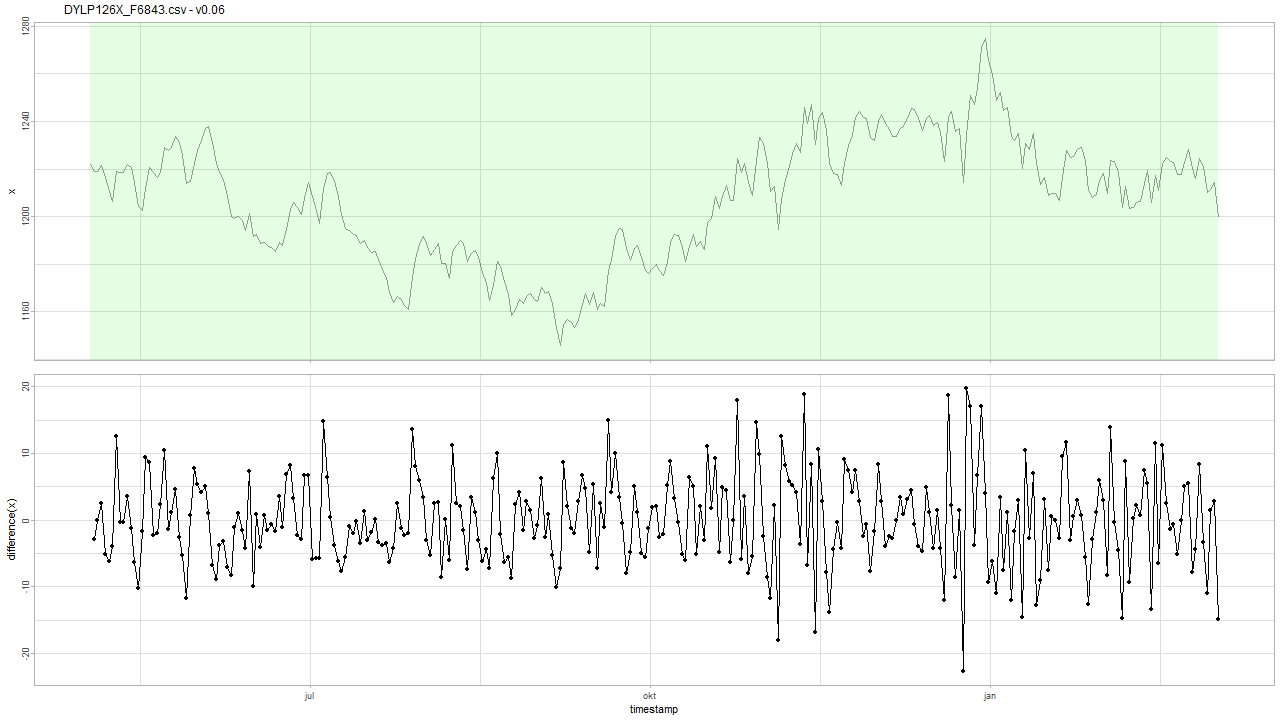 DYLP126X_F6843.csv - v0.06
1280
1240
x
1200
1160
20
10
0
difference(x)
-10
-20
jul
okt
jan
timestamp